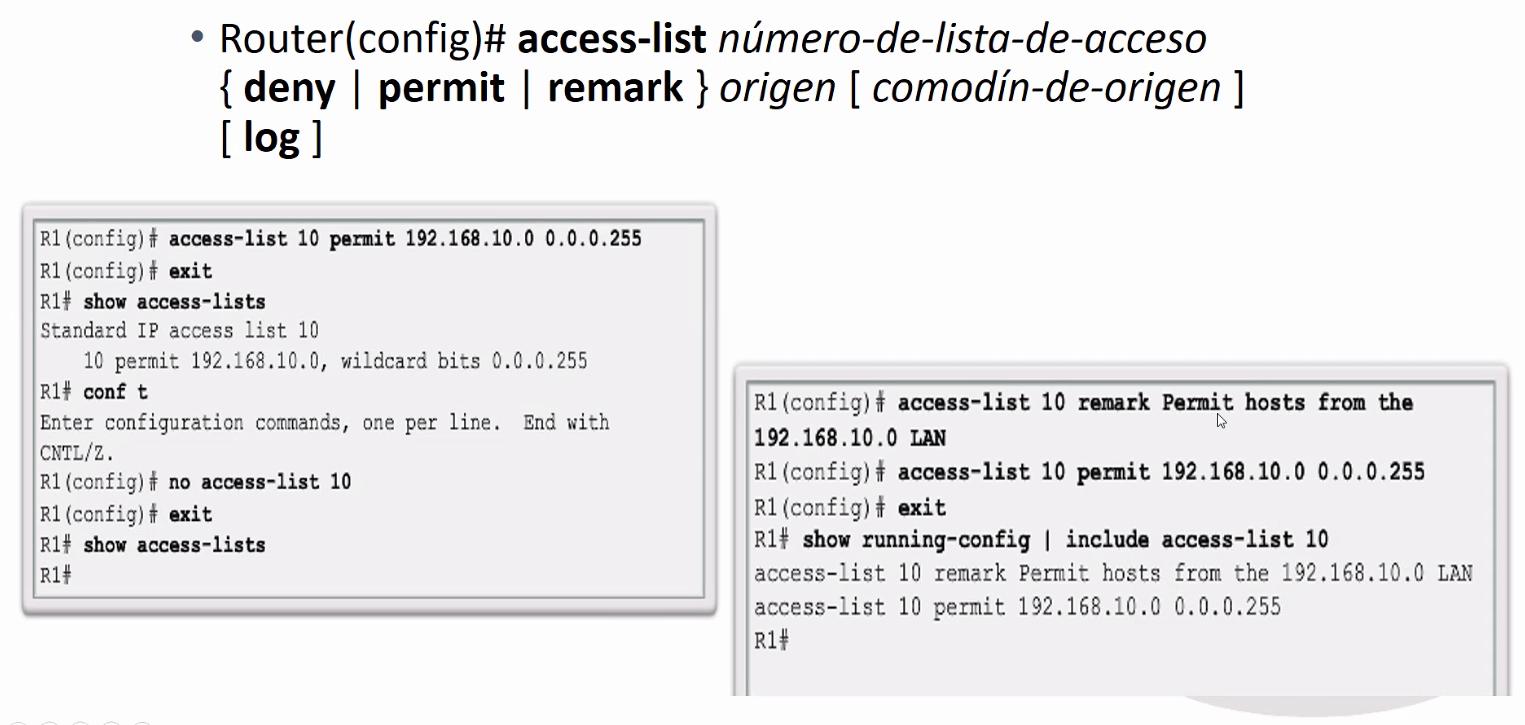 • Router(config)# access-list número-de-lista-de-acceso
{ deny | permit | remark } origen [ comodín-de-origen ]
[ log ]
R1(config)# access-list 10 permit 192.168.10.0 0.0.0.255
R1(config)# exit
R1# show access-lists
Standard IP access list 10
    10 permit 192.168.10.0, wildcard bits 0.0.0.255
R1# conf t
Enter configuration commands, one per line.  End with
CNTL/Z.
R1(config)# no access-list 10
R1(config)# exit
R1# show access-lists
R1#
R1(config)# access-list 10 remark Permit hosts from the
192.168.10.0 LAN
R1(config)# access-list 10 permit 192.168.10.0 0.0.0.255
R1(config)# exit
R1# show running-config | include access-list 10
access-list 10 remark Permit hosts from the 192.168.10.0 LAN
access-list 10 permit 192.168.10.0 0.0.0.255
R1#